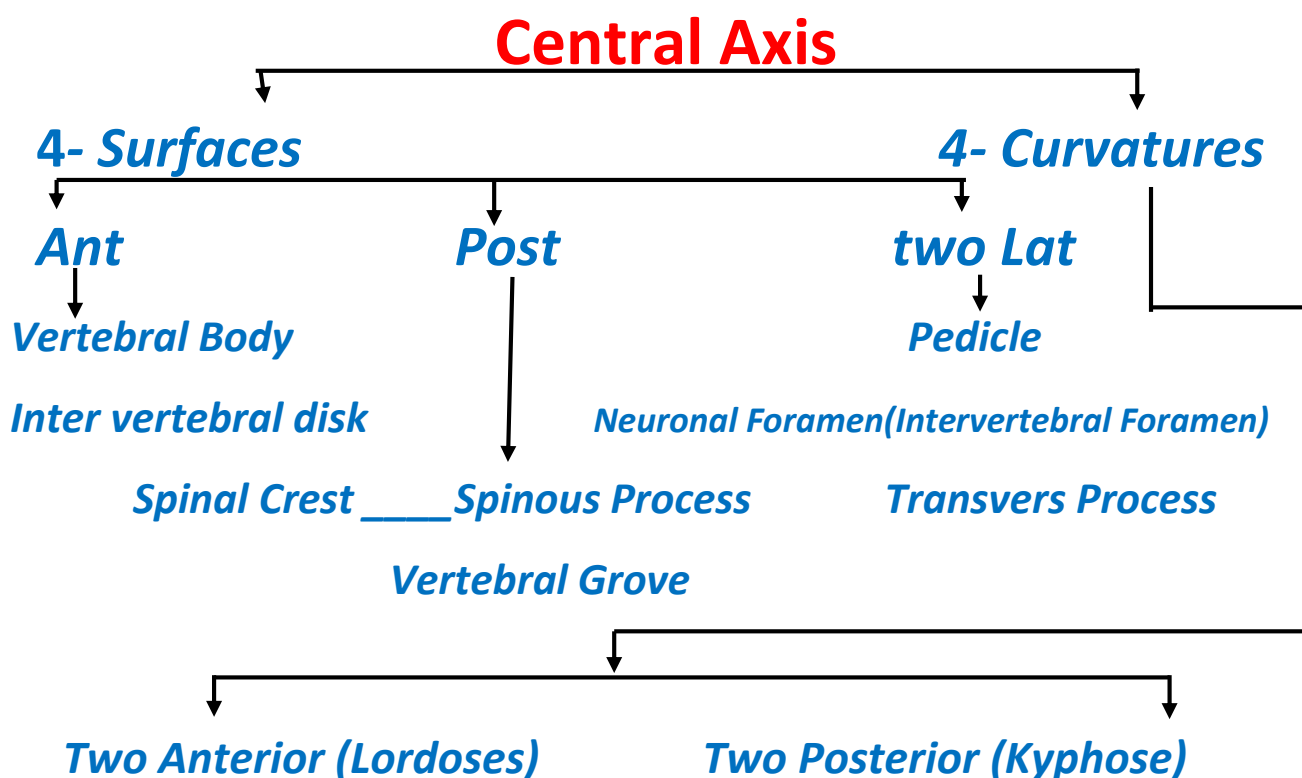 Central Axis
4- Surfaces 4- Curvatures
Ant Post two Lat
Vertebral Body Pedicle
Inter vertebral disk Neuronal Foramen(Intervertebral Foramen)
Spinal Crest ____Spinous Process Transvers Process
Vertebral Grove
Two Anterior (Lordoses) Two Posterior (Kyphose)